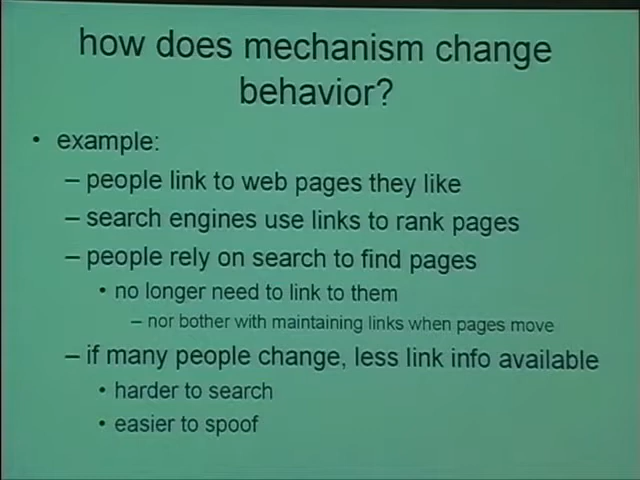 how does mechanism change
behavior?
• example:
– people link to web pages they like
– search engines use links to rank pages
– people rely on search to find pages
• no longer need to link to them
– nor bother with maintaining links when pages move
– if many people change, less link info available
• harder to search
• easier to spoof